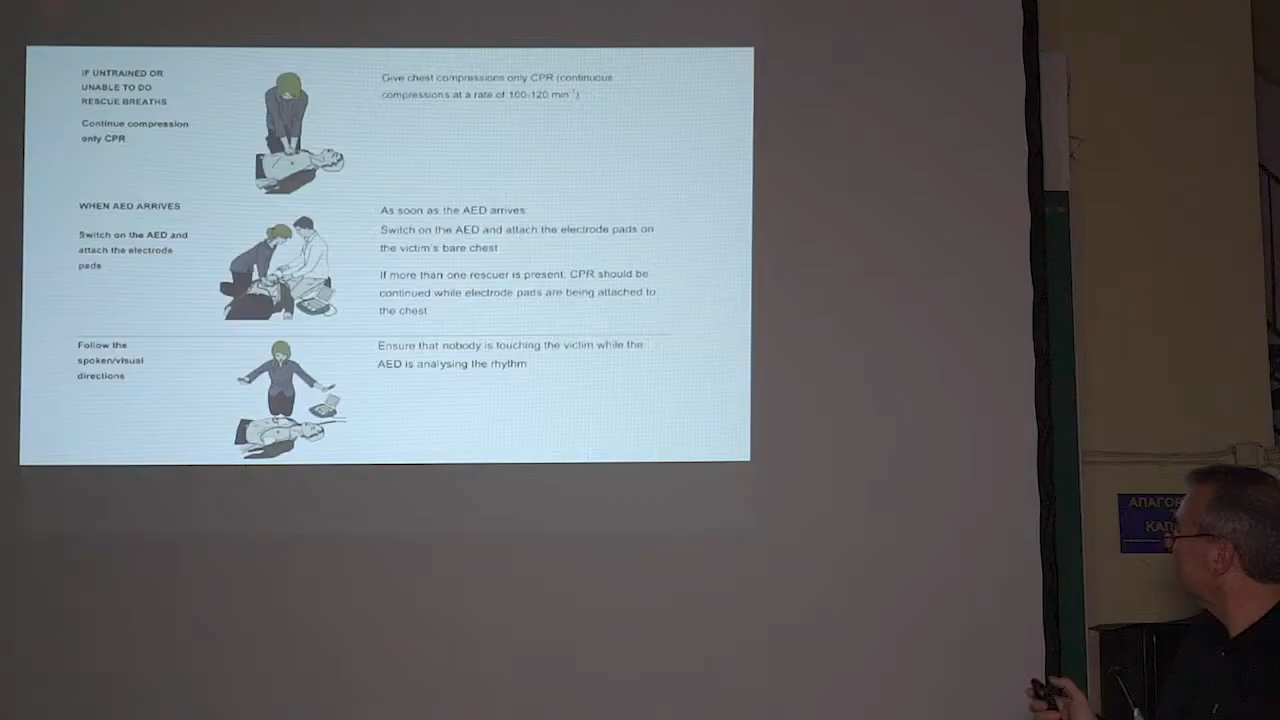 IF UNTRAINED OR
UNABLE TO DO
RESCUE BREATHS
Continue compression
only CPR
Give chest compressions only CPR (continuous
compressions at a rate of 100-120 min⁻¹)
WHEN AED ARRIVES
Switch on the AED and
attach the electrode
pads
As soon as the AED arrives:
Switch on the AED and attach the electrode pads on
the victim's bare chest
If more than one rescuer is present, CPR should be
continued while electrode pads are being attached to
the chest
Follow the
spoken/visual
directions
Ensure that nobody is touching the victim while the
AED is analysing the rhythm